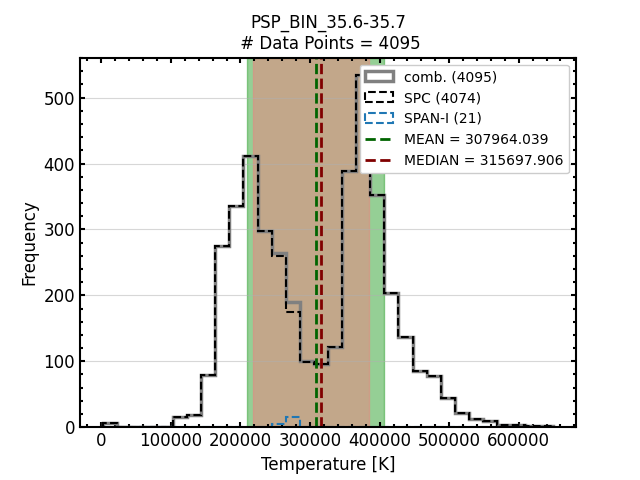 PSP_BIN_35.6-35.7
# Data Points = 4095
comb. (4095)
SPC (4074)
SPAN-I (21)
MEAN = 307964.039
MEDIAN = 315697.906
Frequency
500
400
300
200
100
0
0 100000 200000 300000 400000 500000 600000
Temperature [K]